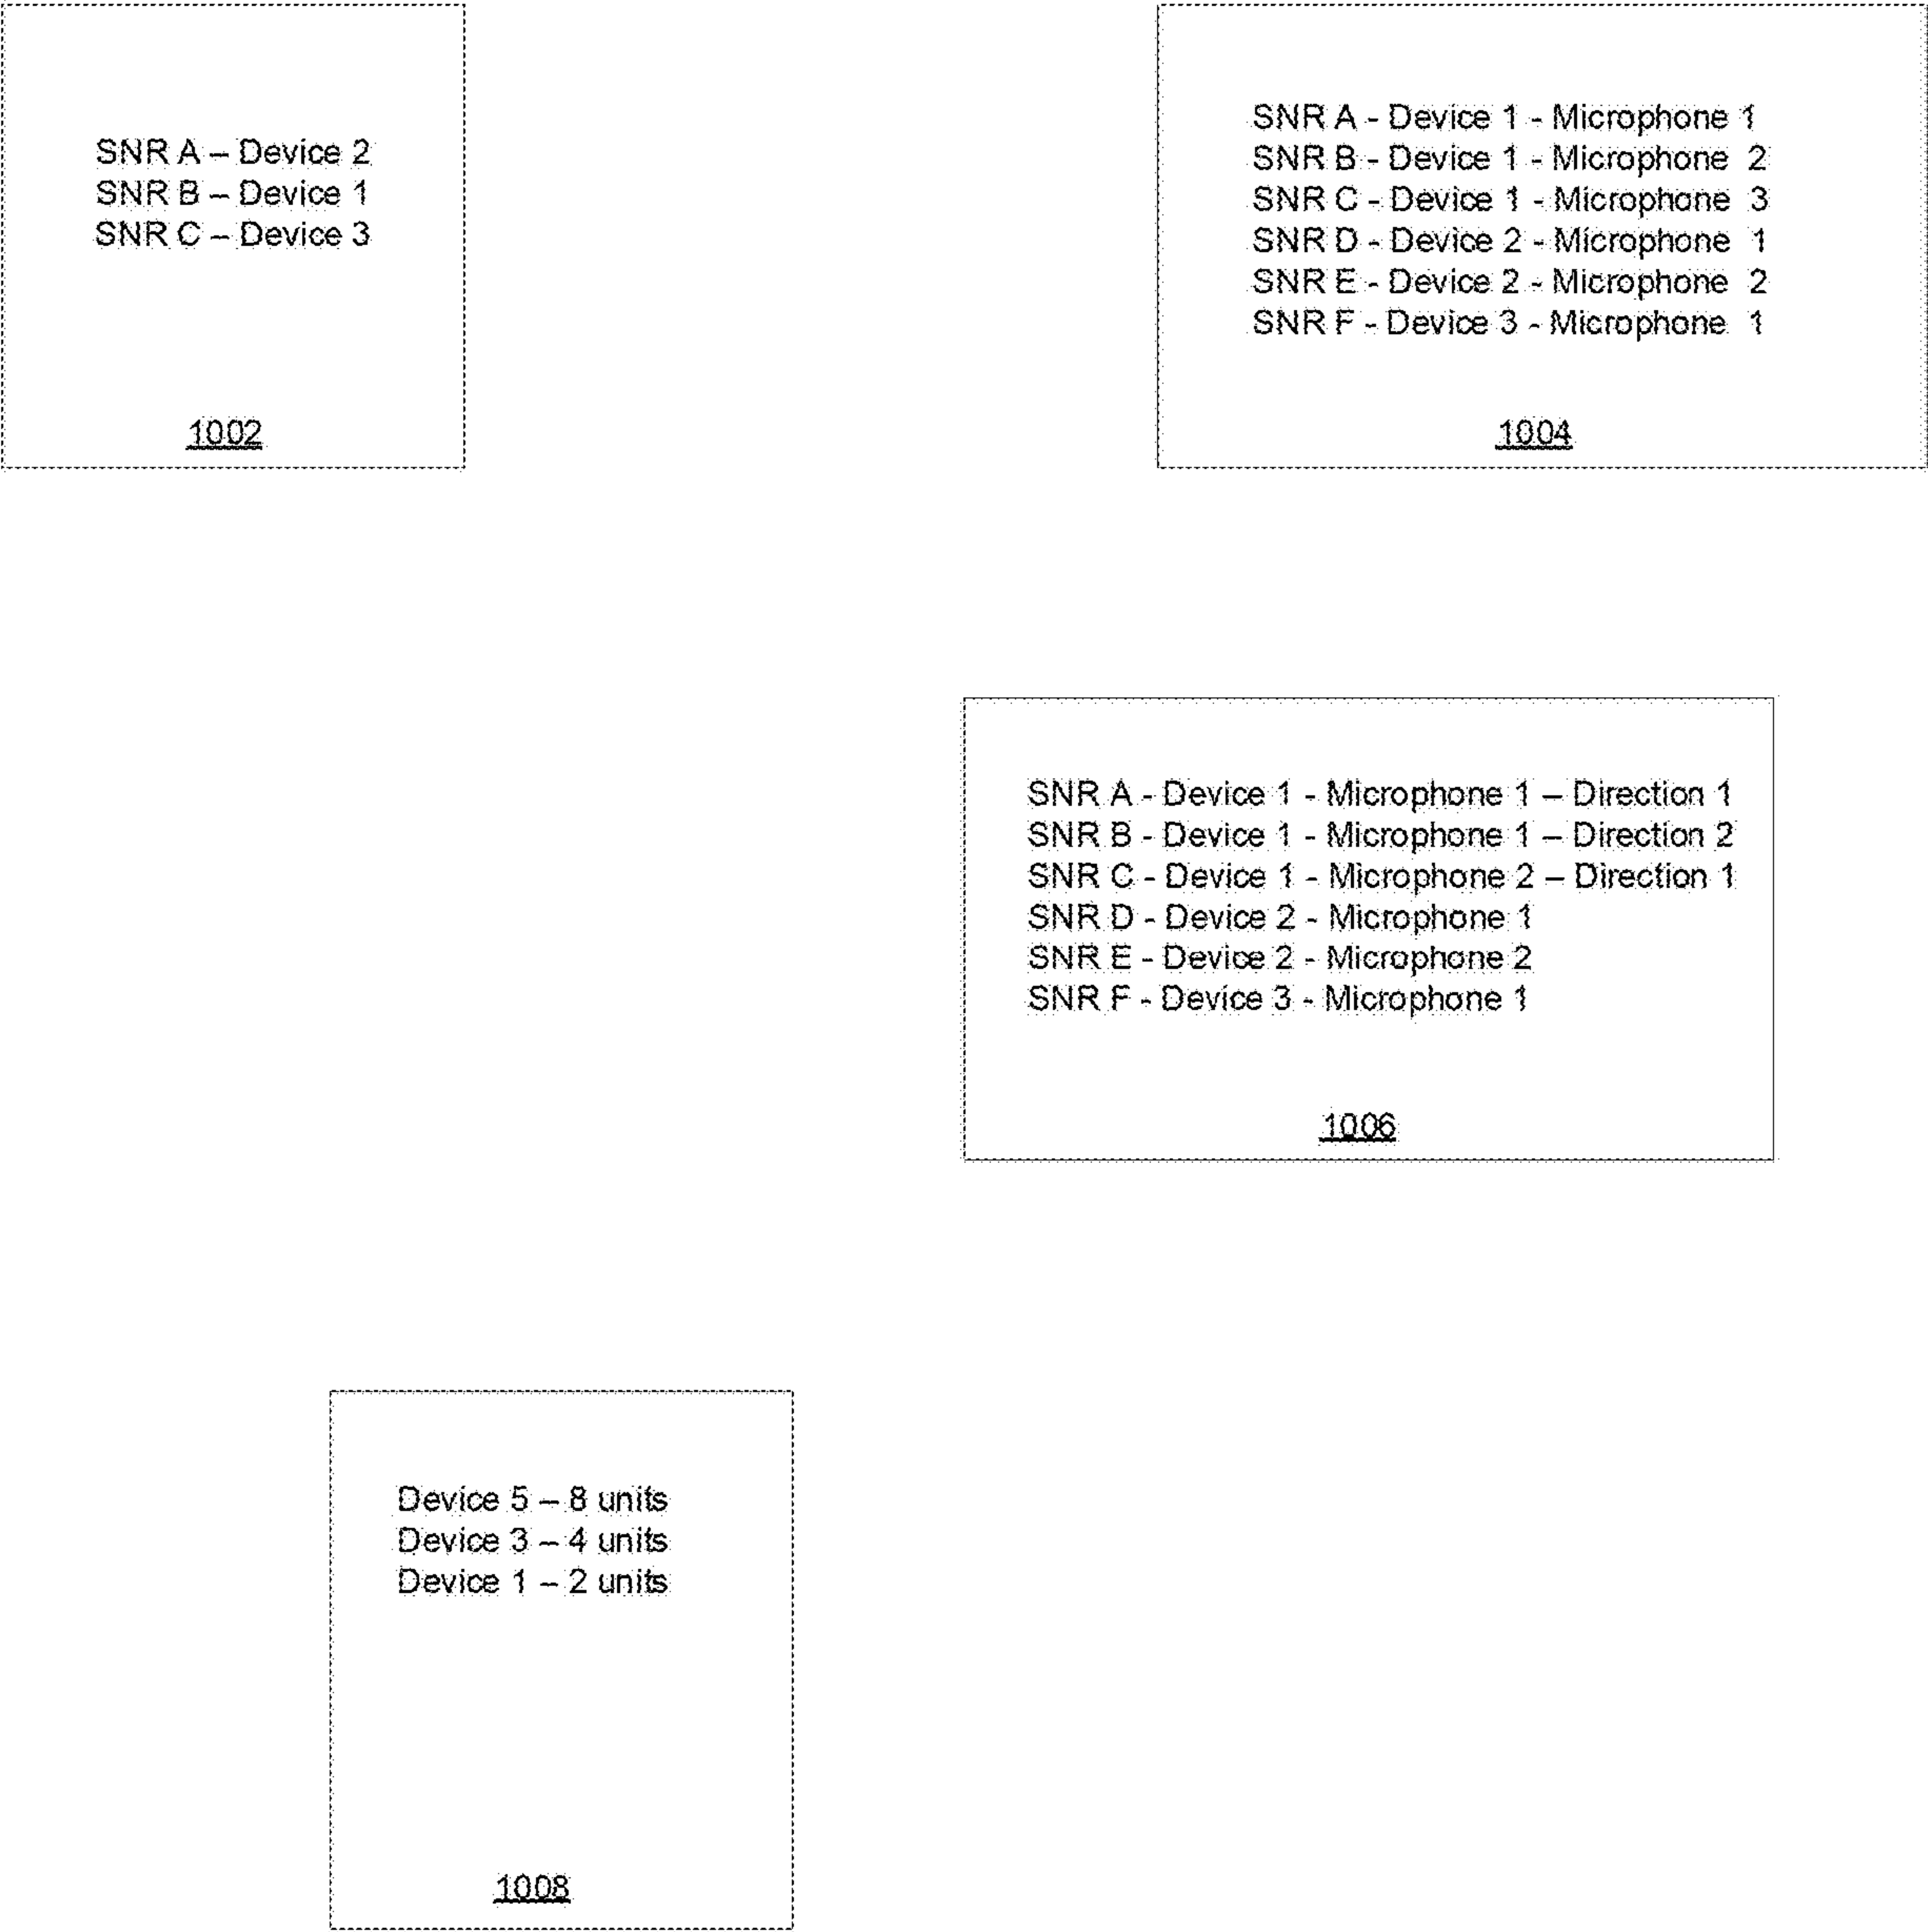 SNR A – Device 2
SNR B – Device 1
SNR C – Device 3
1002
SNR A - Device 1 - Microphone 1
SNR B - Device 1 - Microphone 2
SNR C - Device 1 - Microphone 3
SNR D - Device 2 - Microphone 1
SNR E - Device 2 - Microphone 2
SNR F - Device 3 - Microphone 1
1004
SNR A - Device 1 - Microphone 1 – Direction 1
SNR B - Device 1 - Microphone 1 – Direction 2
SNR C - Device 1 - Microphone 2 – Direction 1
SNR D - Device 2 - Microphone 1
SNR E - Device 2 - Microphone 2
SNR F - Device 3 - Microphone 1
1006
Device 5 – 8 units
Device 3 – 4 units
Device 1 – 2 units
1008